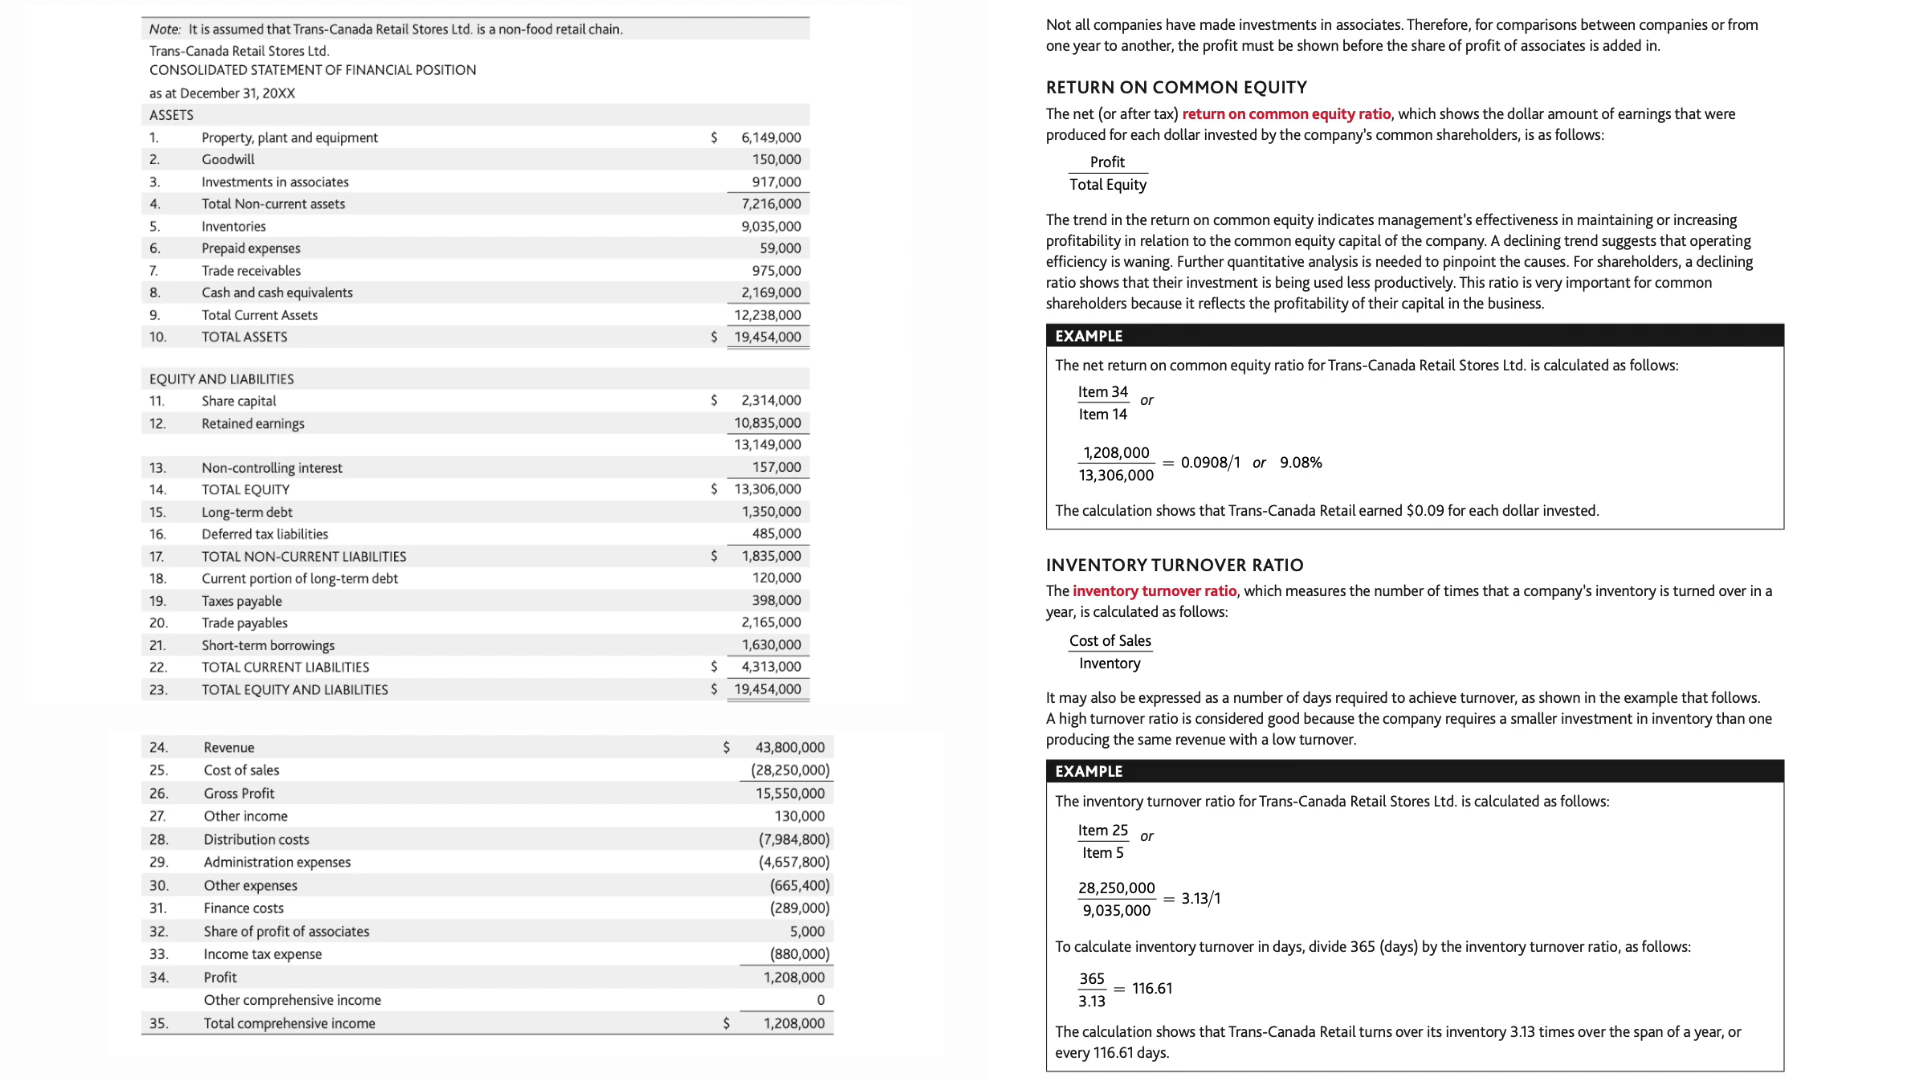 Note: It is assumed that Trans-Canada Retail Stores Ltd. is a non-food retail chain.
Trans-Canada Retail Stores Ltd.
CONSOLIDATED STATEMENT OF FINANCIAL POSITION
as at December 31, 20XX
ASSETS
1. Property, plant and equipment $ 6,149,000
2. Goodwill 150,000
3. Investments in associates 917,000
4. Total Non-current assets 7,216,000
5. Inventories 9,035,000
6. Prepaid expenses 59,000
7. Trade receivables 975,000
8. Cash and cash equivalents 2,169,000
9. Total Current Assets 12,238,000
10. TOTAL ASSETS $ 19,454,000
EQUITY AND LIABILITIES
11. Share capital $ 2,314,000
12. Retained earnings 10,835,000
13,149,000
13. Non-controlling interest 157,000
14. TOTAL EQUITY $ 13,306,000
15. Long-term debt 1,350,000
16. Deferred tax liabilities 485,000
17. TOTAL NON-CURRENT LIABILITIES $ 1,835,000
18. Current portion of long-term debt 120,000
19. Taxes payable 398,000
20. Trade payables 2,165,000
21. Short-term borrowings 1,630,000
22. TOTAL CURRENT LIABILITIES $ 4,313,000
23. TOTAL EQUITY AND LIABILITIES $ 19,454,000
24. Revenue $ 43,800,000
25. Cost of sales (28,250,000)
26. Gross Profit 15,550,000
27. Other income 130,000
28. Distribution costs (7,984,800)
29. Administration expenses (4,657,800)
30. Other expenses (665,400)
31. Finance costs (289,000)
32. Share of profit of associates 5,000
33. Income tax expense (880,000)
34. Profit 1,208,000
Other comprehensive income 0
35. Total comprehensive income $ 1,208,000
Not all companies have made investments in associates. Therefore, for comparisons between companies or from
one year to another, the profit must be shown before the share of profit of associates is added in.
RETURN ON COMMON EQUITY
The net (or after tax) return on common equity ratio, which shows the dollar amount of earnings that were
produced for each dollar invested by the company's common shareholders, is as follows:
Profit
Total Equity
The trend in the return on common equity indicates management's effectiveness in maintaining or increasing
profitability in relation to the common equity capital of the company. A declining trend suggests that operating
efficiency is waning. Further quantitative analysis is needed to pinpoint the causes. For shareholders, a declining
ratio shows that their investment is being used less productively. This ratio is very important for common
shareholders because it reflects the profitability of their capital in the business.
EXAMPLE
The net return on common equity ratio for Trans-Canada Retail Stores Ltd. is calculated as follows:
Item 34
or
Item 14
1,208,000
= 0.0908/1 or 9.08%
13,306,000
The calculation shows that Trans-Canada Retail earned $0.09 for each dollar invested.
INVENTORY TURNOVER RATIO
The inventory turnover ratio, which measures the number of times that a company's inventory is turned over in a
year, is calculated as follows:
Cost of Sales
Inventory
It may also be expressed as a number of days required to achieve turnover, as shown in the example that follows.
A high turnover ratio is considered good because the company requires a smaller investment in inventory than one
producing the same revenue with a low turnover.
EXAMPLE
The inventory turnover ratio for Trans-Canada Retail Stores Ltd. is calculated as follows:
Item 25
or
Item 5
28,250,000
= 3.13/1
9,035,000
To calculate inventory turnover in days, divide 365 (days) by the inventory turnover ratio, as follows:
365
= 116.61
3.13
The calculation shows that Trans-Canada Retail turns over its inventory 3.13 times over the span of a year, or
every 116.61 days.